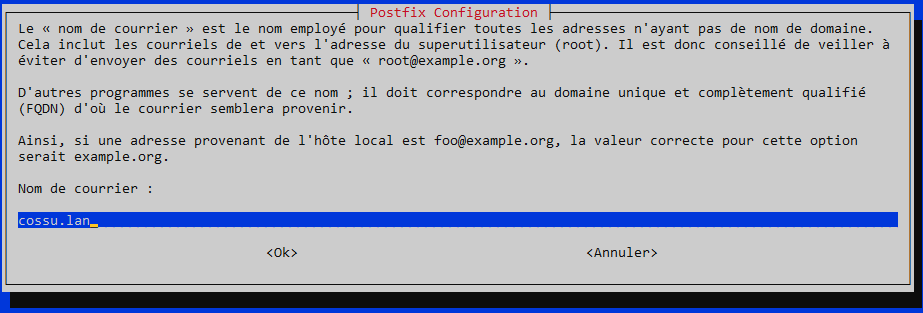 Postfix Configuration
Le « nom de courrier » est le nom employé pour qualifier toutes les adresses n'ayant pas de nom de domaine.
Cela inclut les courriels de et vers l'adresse du superutilisateur (root). Il est donc conseillé de veiller à
éviter d'envoyer des courriels en tant que « root@example.org ».
D'autres programmes se servent de ce nom ; il doit correspondre au domaine unique et complètement qualifié
(FQDN) d'où le courrier semblera provenir.
Ainsi, si une adresse provenant de l'hôte local est foo@example.org, la valeur correcte pour cette option
serait example.org.
Nom de courrier :
cossu.lan
<Ok> <Annuler>